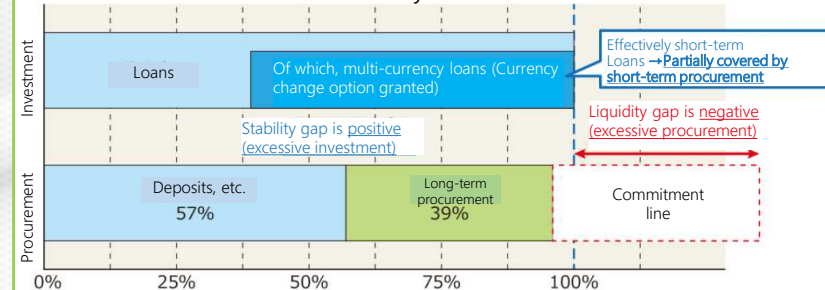 Investment
Loans
Of which, multi-currency loans (Currency
change option granted)
Effectively short-term
Loans →Partially covered by
short-term procurement
Stability gap is positive
(excessive investment)
Liquidity gap is negative
(excessive procurement)
Procurement
Deposits, etc.
57%
Long-term
procurement
39%
Commitment
line
0%
25%
50%
75%
100%